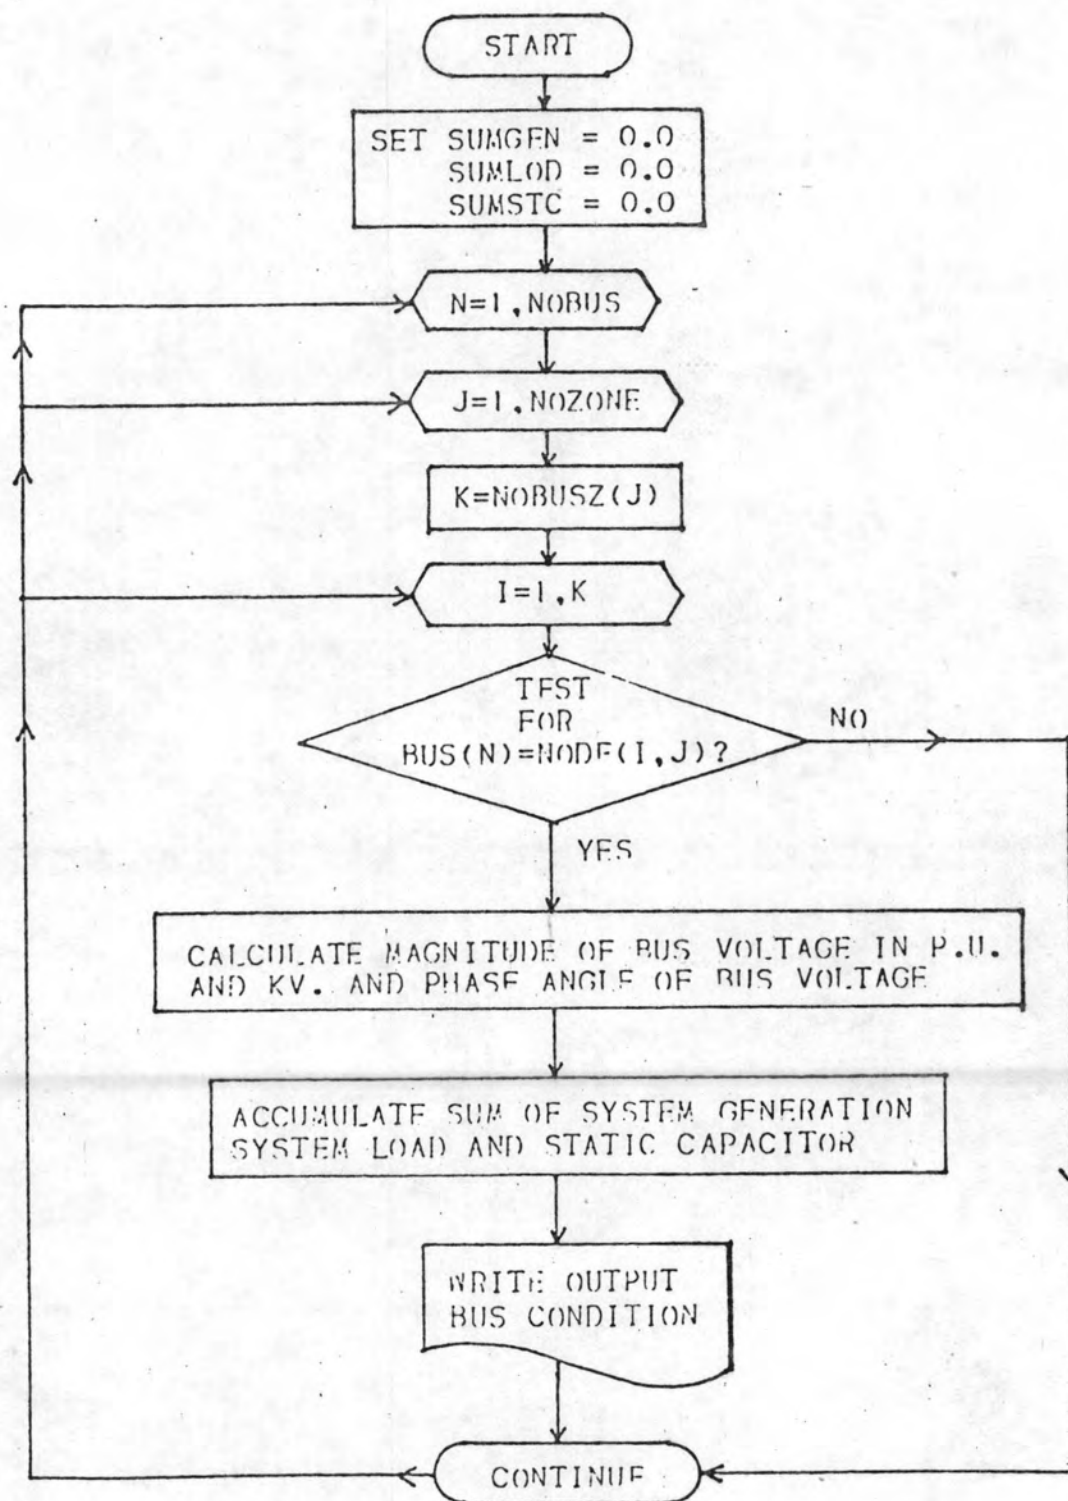 START
SET SUMGEN = 0.0
SUMLOD = 0.0
SUMSTC = 0.0
N=1,NOBUS
J=1,NOZONE
K=NOBUSZ(J)
I=1,K
TEST
FOR
BUS(N)=NODE(I,J)?
NO
YES
CALCULATE MAGNITUDE OF BUS VOLTAGE IN P.U.
AND KV. AND PHASE ANGLE OF BUS VOLTAGE
ACCUMULATE SUM OF SYSTEM GENERATION
SYSTEM LOAD AND STATIC CAPACITOR
WRITE OUTPUT
BUS CONDITION
CONTINUE